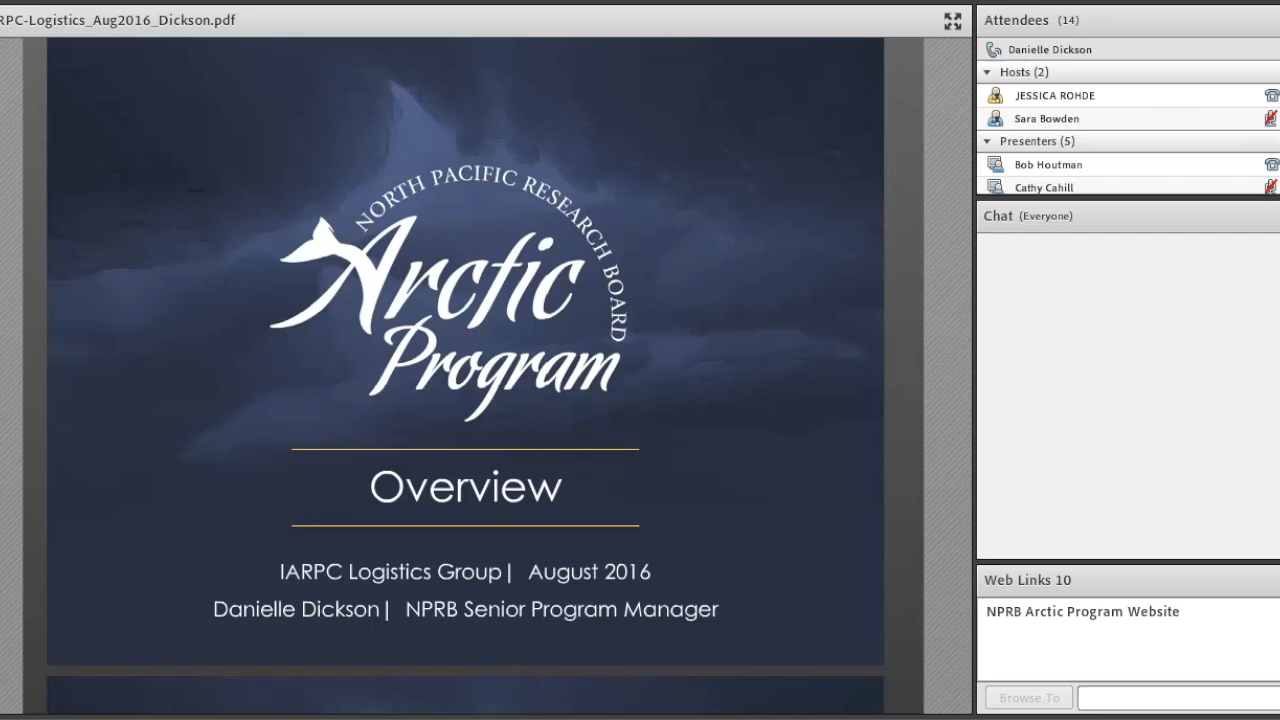 RPC-Logistics_Aug2016_Dickson.pdf
NORTH PACIFIC RESEARCH BOARD
Arctic
Program
Overview
IARPC Logistics Group| August 2016
Danielle Dickson| NPRB Senior Program Manager
Attendees (14)
Danielle Dickson
Hosts (2)
JESSICA ROHDE
Sara Bowden
Presenters (5)
Bob Houtman
Cathy Cahill
Chat (Everyone)
Web Links 10
NPRB Arctic Program Website
Browse To